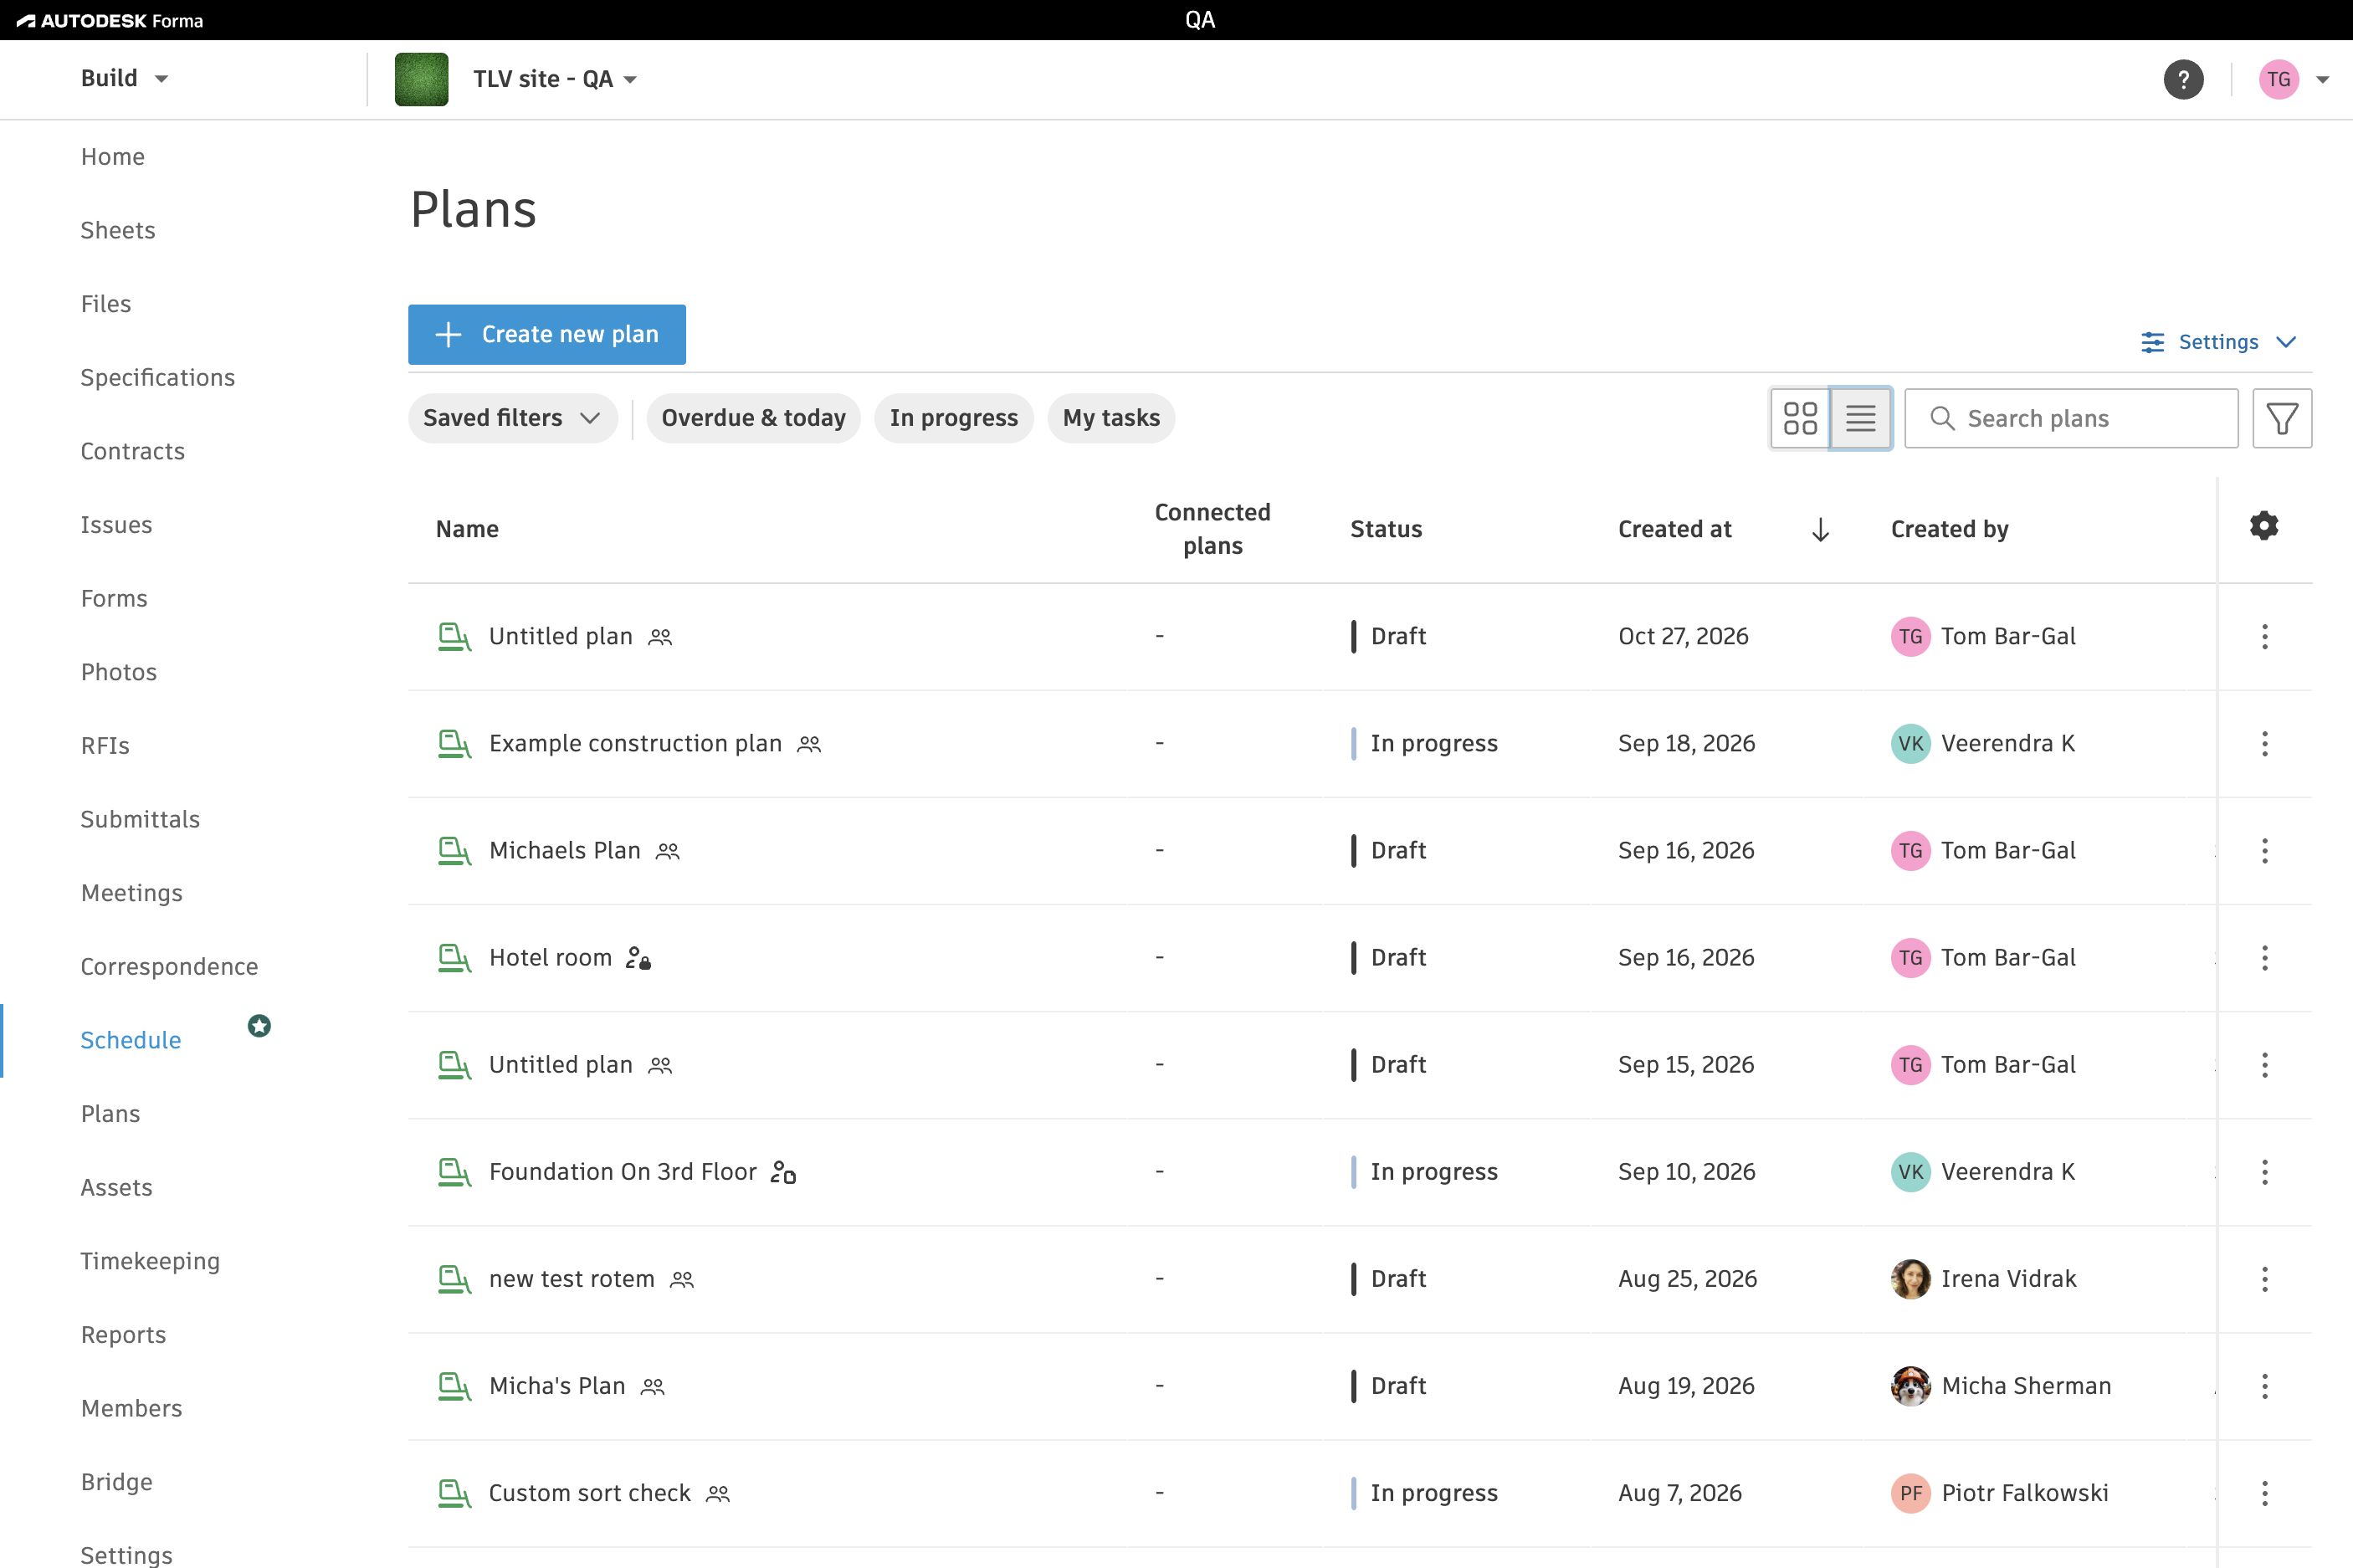 AUTODESK Forma
QA
Build
TLV site - QA
?
TG
Home
Sheets
Files
Specifications
Contracts
Issues
Forms
Photos
RFIs
Submittals
Meetings
Correspondence
Schedule
Plans
Assets
Timekeeping
Reports
Members
Bridge
Settings
Plans
Create new plan
Settings
Saved filters
Overdue & today
In progress
My tasks
Search plans
Name
Connected
plans
Status
Created at
Created by
Untitled plan - Draft Oct 27, 2026 TG Tom Bar-Gal
Example construction plan - In progress Sep 18, 2026 VK Veerendra K
Michaels Plan - Draft Sep 16, 2026 TG Tom Bar-Gal
Hotel room - Draft Sep 16, 2026 TG Tom Bar-Gal
Untitled plan - Draft Sep 15, 2026 TG Tom Bar-Gal
Foundation On 3rd Floor - In progress Sep 10, 2026 VK Veerendra K
new test rotem - Draft Aug 25, 2026 Irena Vidrak
Micha's Plan - Draft Aug 19, 2026 Micha Sherman
Custom sort check - In progress Aug 7, 2026 PF Piotr Falkowski